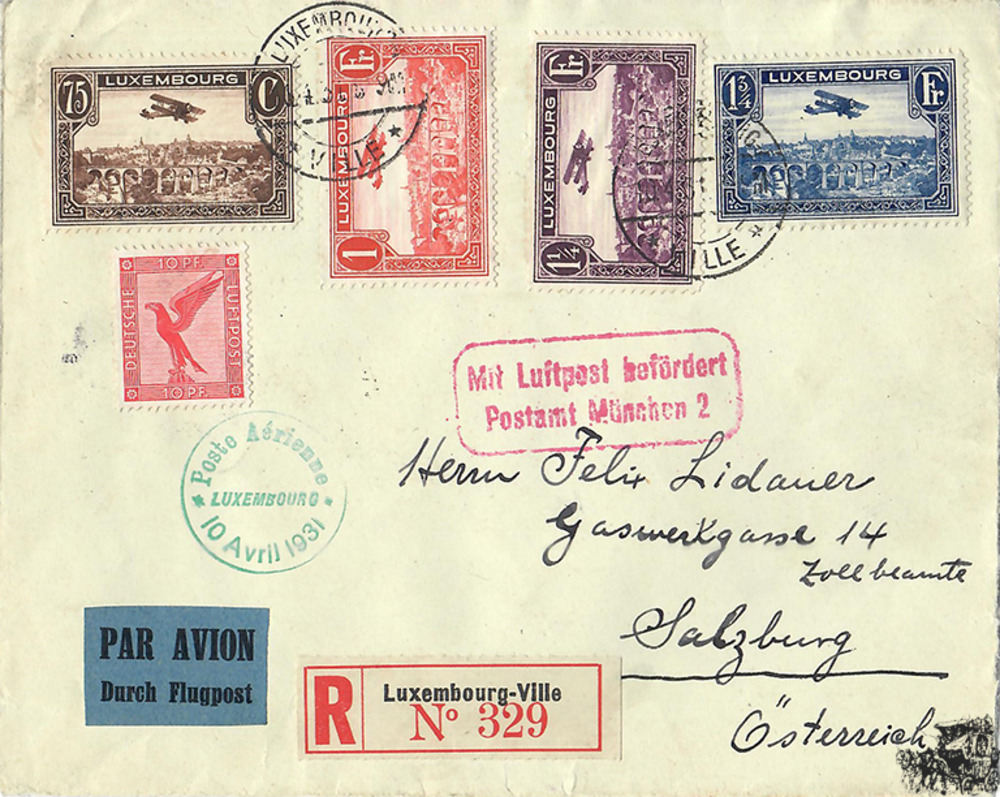 75 LUXEMBOURG C
LUXEMBOURG
VILLE
1 LUXEMBOURG Fr
1¼ LUXEMBOURG Fr
1¾ LUXEMBOURG Fr
VILLE
10 PF.
DEUTSCHE LUFTPOST
10 PF.
Mit Luftpost befördert
Postamt München 2
Poste Aérienne
LUXEMBOURG
10 Avril 1931
Herrn Felix Lidauer
Gaswerkgasse 14
Zollbeamte
Salzburg
Österreich
PAR AVION
Durch Flugpost
R Luxembourg-Ville
Nº 329